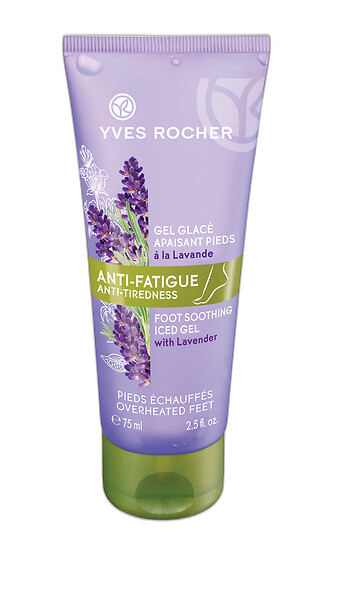 YVES ROCHER
GEL GLACÉ
APAISANT PIEDS
à la Lavande
ANTI-FATIGUE
ANTI-TIREDNESS
FOOT SOOTHING
ICED GEL
with Lavender
PIEDS ÉCHAUFFÉS
OVERHEATED FEET
℮ 75 ml 2.5 fl. oz.